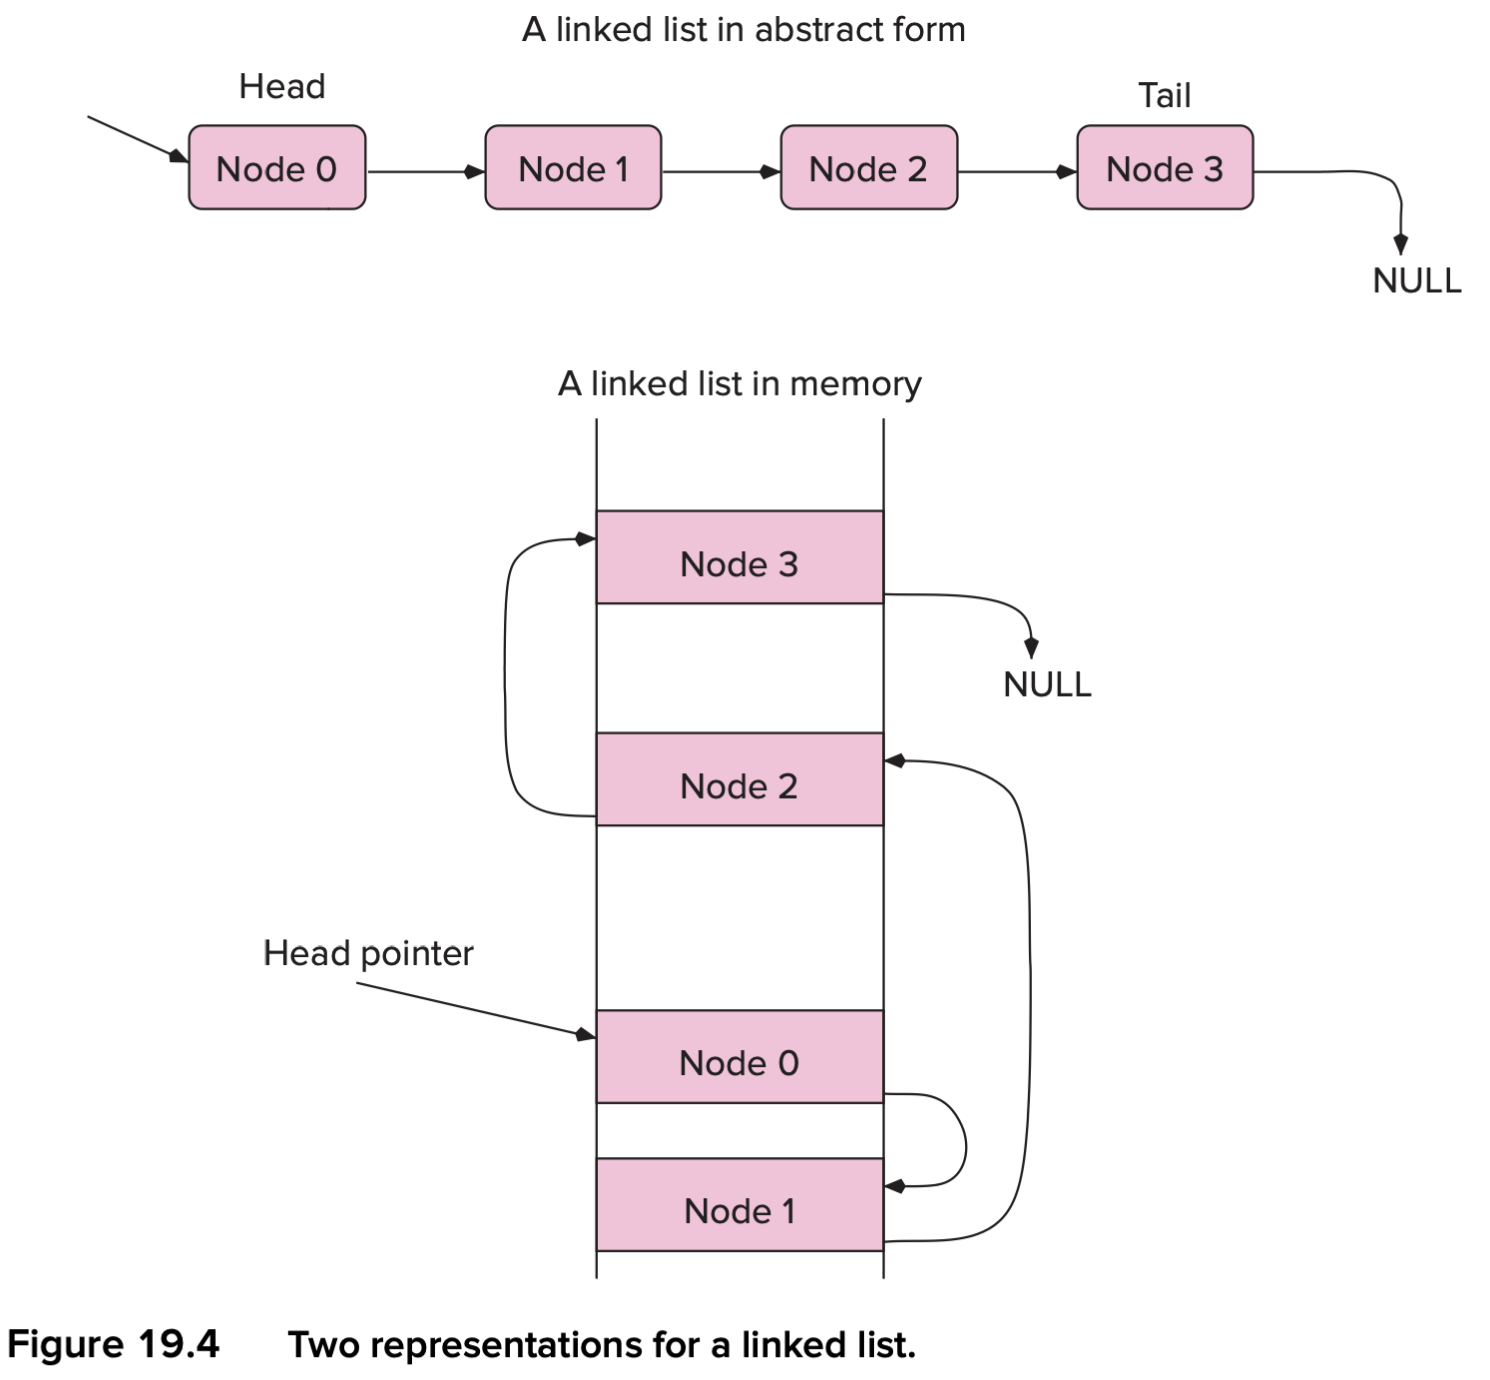 A linked list in abstract form
Head
Tail
Node 0
Node 1
Node 2
Node 3
NULL
A linked list in memory
Node 3
NULL
Node 2
Head pointer
Node 0
Node 1
Figure 19.4 Two representations for a linked list.